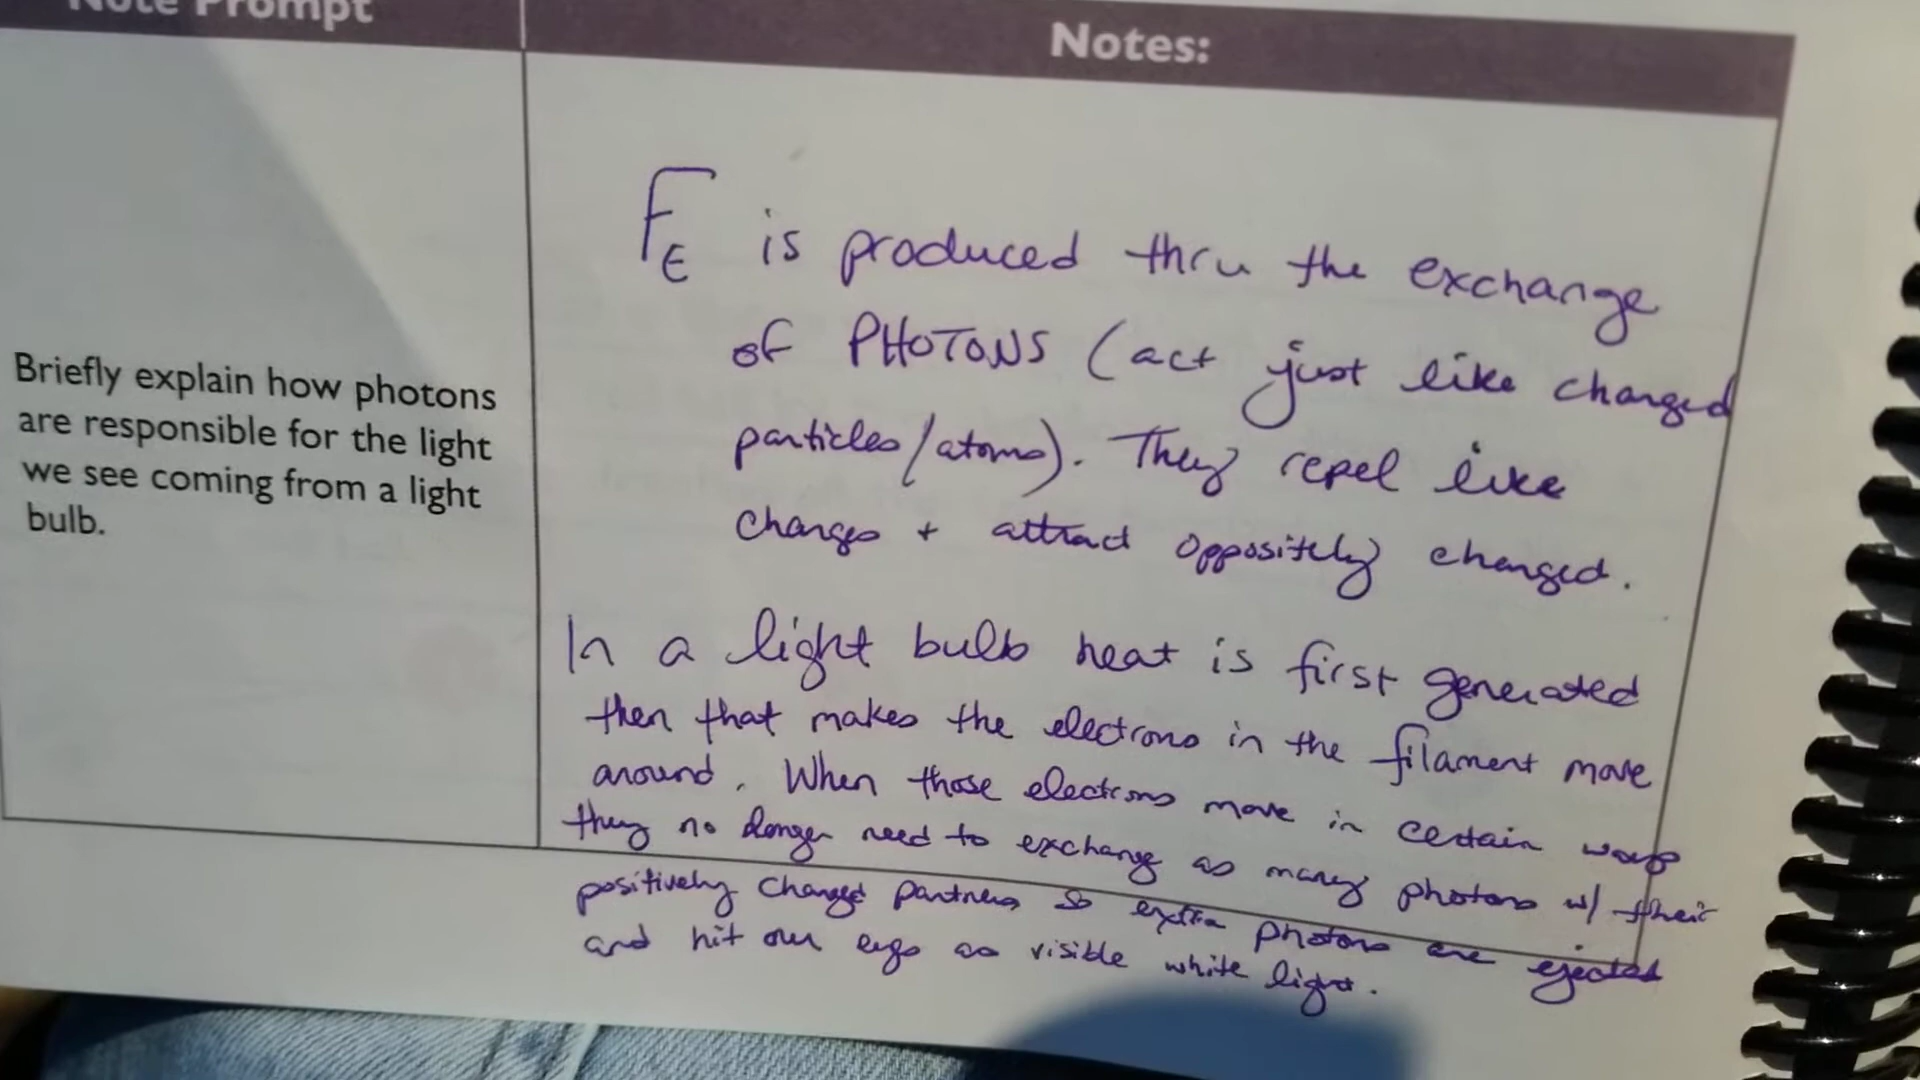 Note Prompt
Notes:
Briefly explain how photons
are responsible for the light
we see coming from a light
bulb.
FE is produced thru the exchange
of PHOTONS (act just like charged
particles/atoms). They repel like
charges + attract oppositely charged.
In a light bulb heat is first generated
then that makes the electrons in the filament move
around. When those electrons move in certain ways
they no longer need to exchange as many photons w/ their
positively charged partners so extra photons are ejected
and hit our eyes as visible white light.